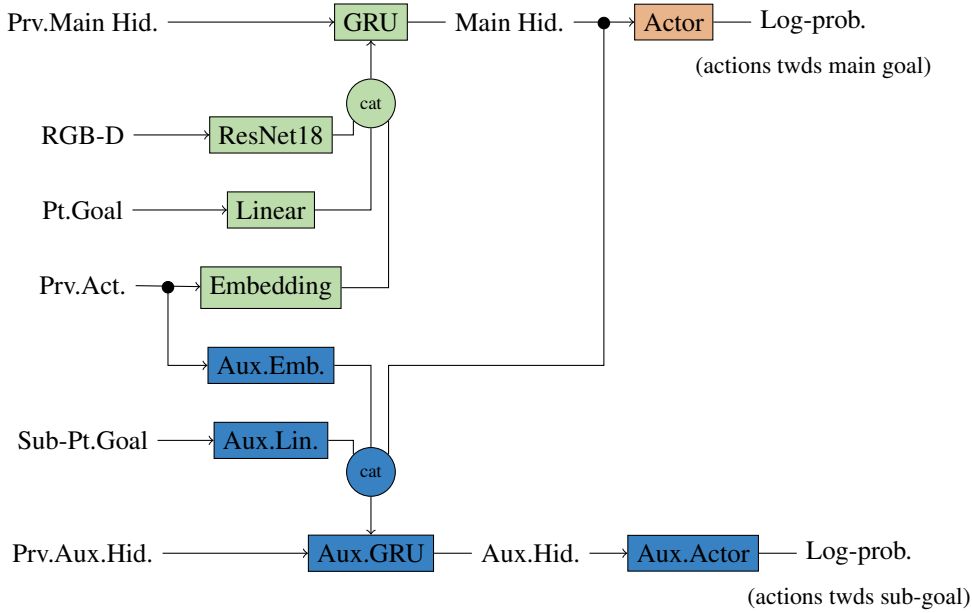 Prv.Main Hid. GRU Main Hid. Actor Log-prob.
(actions twds main goal)
cat
RGB-D ResNet18
Pt.Goal Linear
Prv.Act. Embedding
Aux.Emb.
Sub-Pt.Goal Aux.Lin.
cat
Prv.Aux.Hid. Aux.GRU Aux.Hid. Aux.Actor Log-prob.
(actions twds sub-goal)